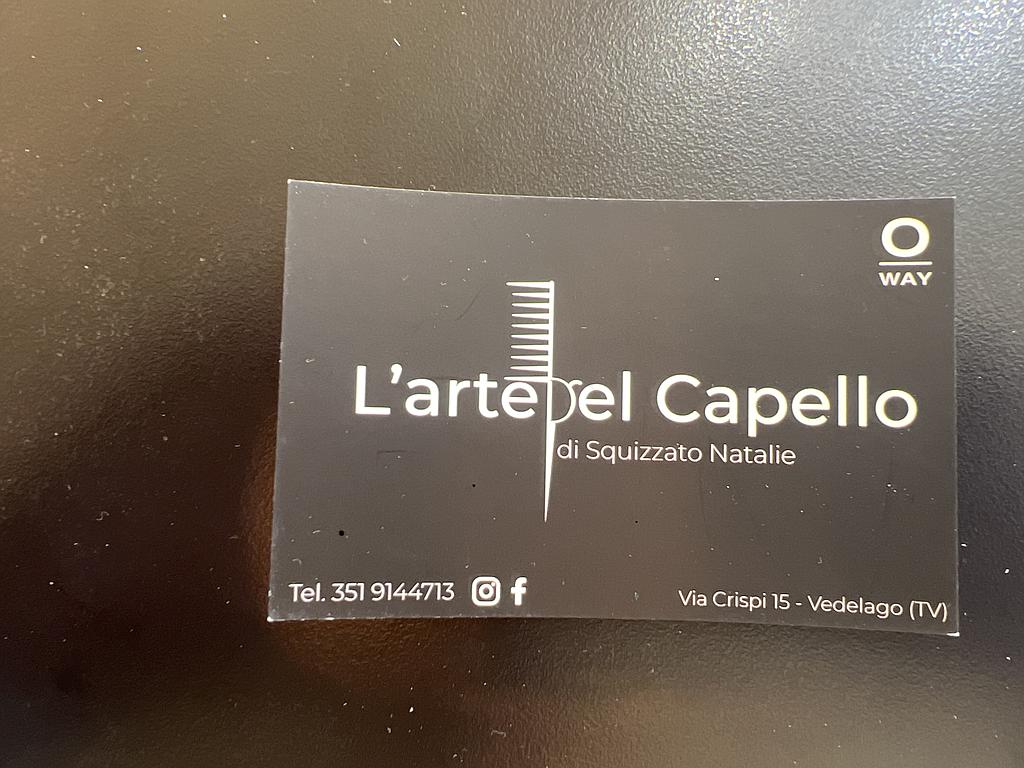 O
WAY
L'arte Del Capello
di Squizzato Natalie
Tel. 351 9144713
Via Crispi 15 - Vedelago (TV)